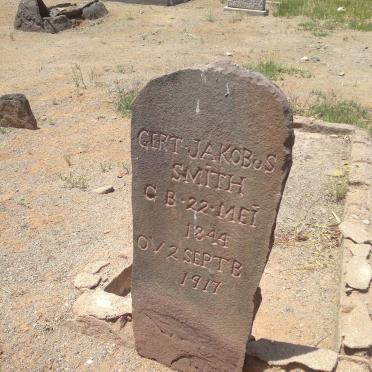 GERT·JAKOBUS
SMITH
G B·22·MEI
1844
OV 2 SEPTB
1917